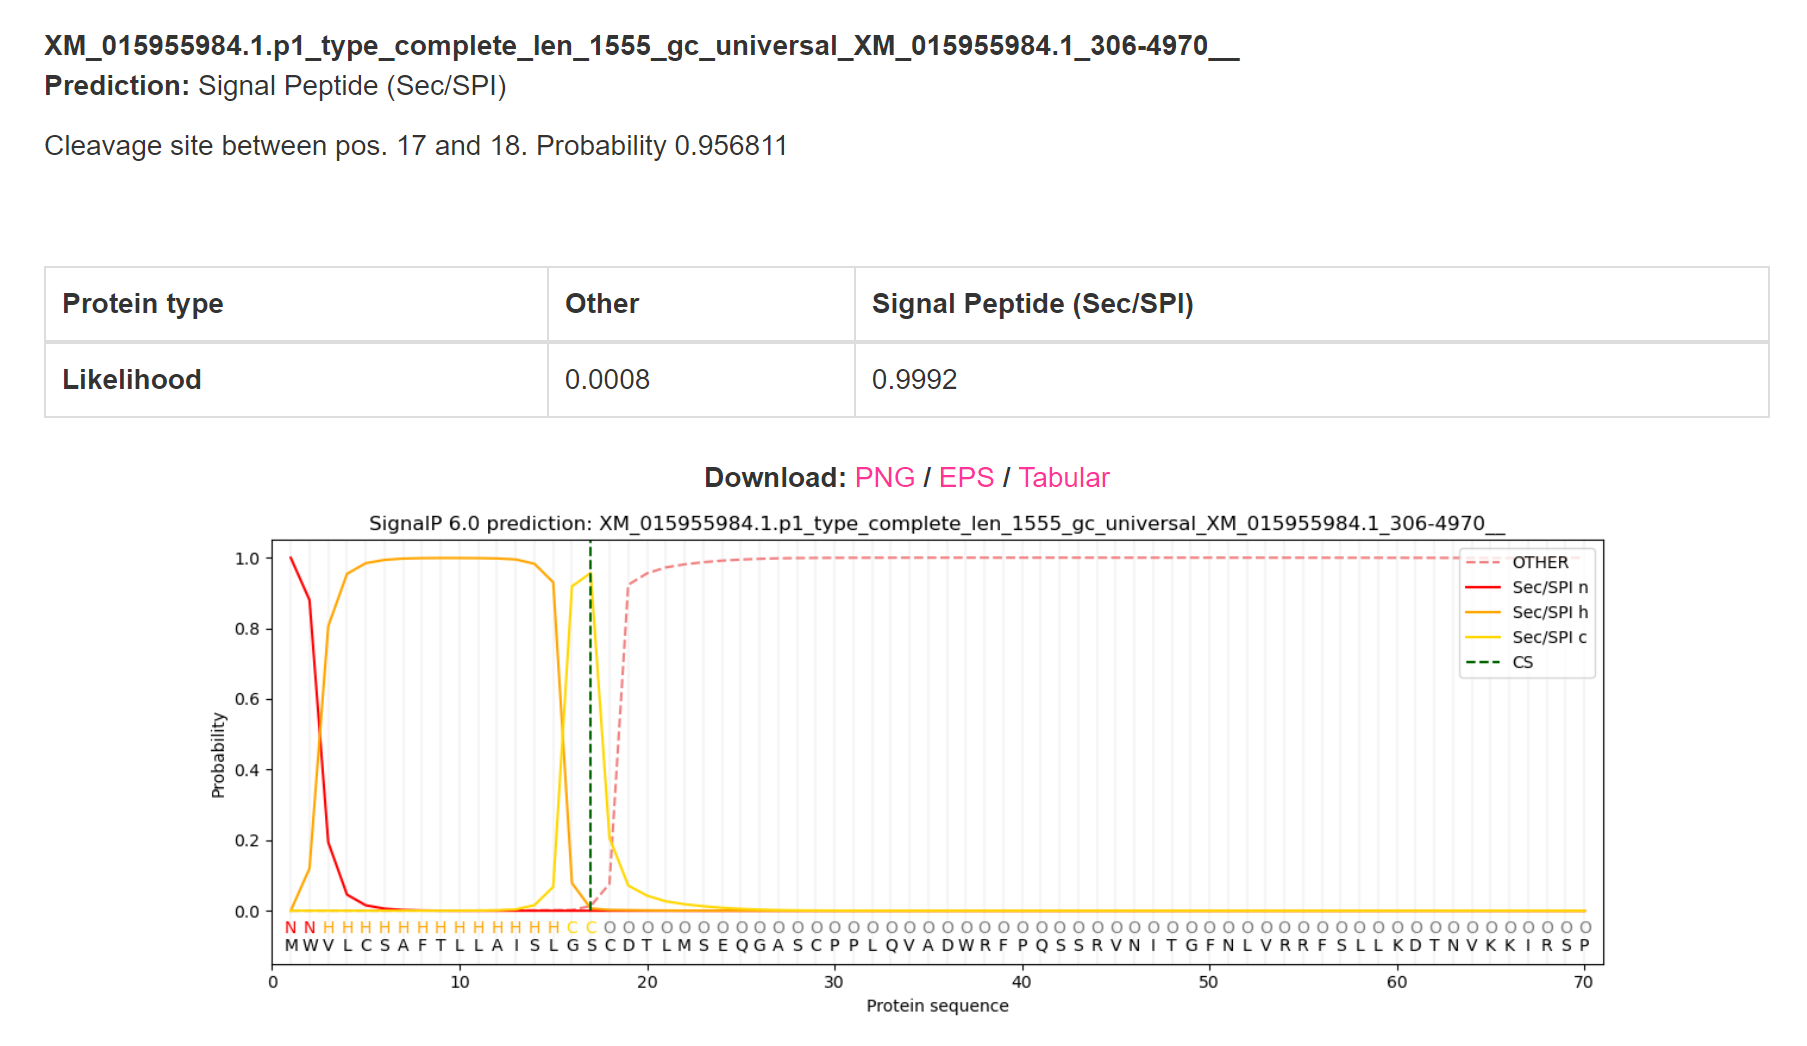 XM_015955984.1.p1_type_complete_len_1555_gc_universal_XM_015955984.1_306-4970__
Prediction: Signal Peptide (Sec/SPI)
Cleavage site between pos. 17 and 18. Probability 0.956811
Protein type Other Signal Peptide (Sec/SPI)
Likelihood 0.0008 0.9992
Download: PNG / EPS / Tabular
SignalP 6.0 prediction: XM_015955984.1.p1_type_complete_len_1555_gc_universal_XM_015955984.1_306-4970__
OTHER
Sec/SPI n
Sec/SPI h
Sec/SPI c
CS
Probability
1.0
0.8
0.6
0.4
0.2
0.0
N N H H H H H H H H H H H H H C C O O O O O O O O O O O O O O O O O O O O O O O O O O O O O O O O O O O O O O O O O O O O O O O O O O O O O
M W V L C S A F T L L A I S L G S C D T L M S E Q G A S C P P L Q V A D W R F P Q S S R V N I T G F N L V R R F S L L K D T N V K K I R S P
0 10 20 30 40 50 60 70
Protein sequence